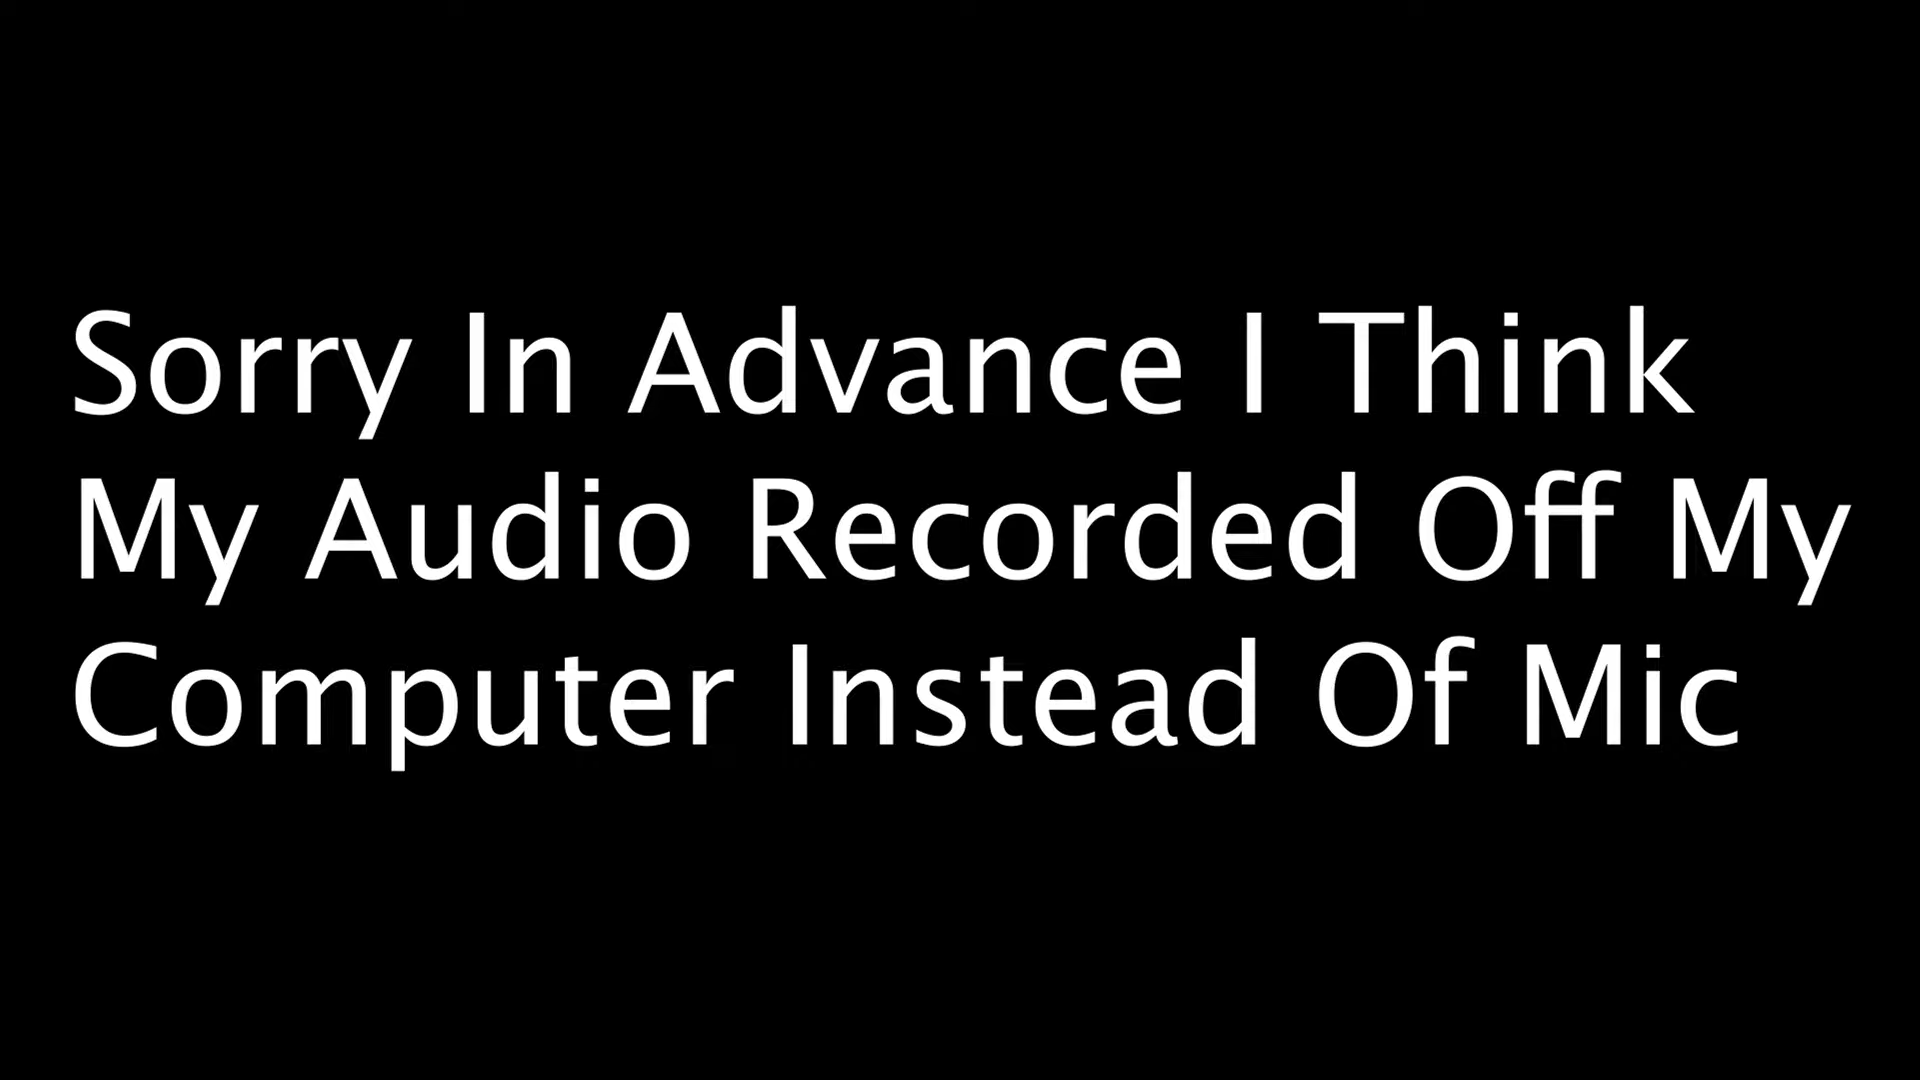 Sorry In Advance I Think
My Audio Recorded Off My
Computer Instead Of Mic